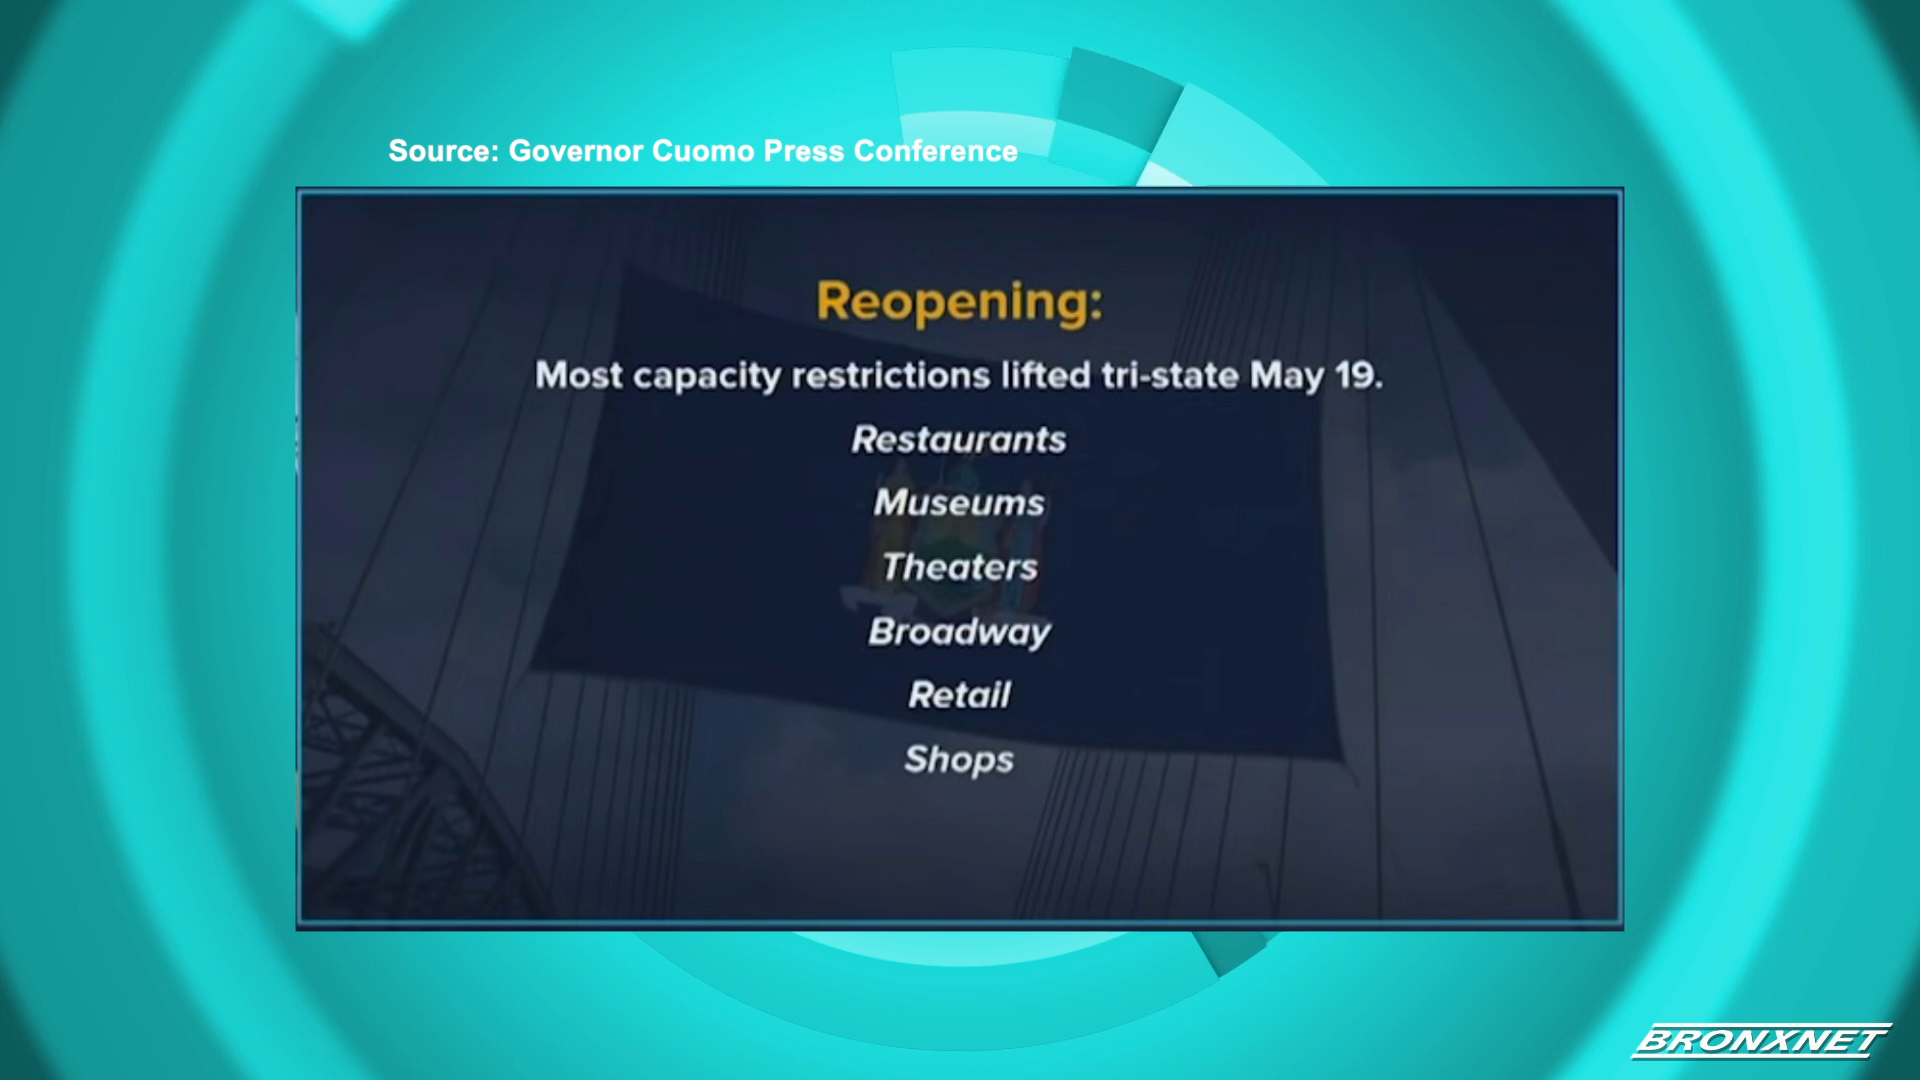 Source: Governor Cuomo Press Conference
Reopening:
Most capacity restrictions lifted tri-state May 19.
Restaurants
Museums
Theaters
Broadway
Retail
Shops
BRONXNET